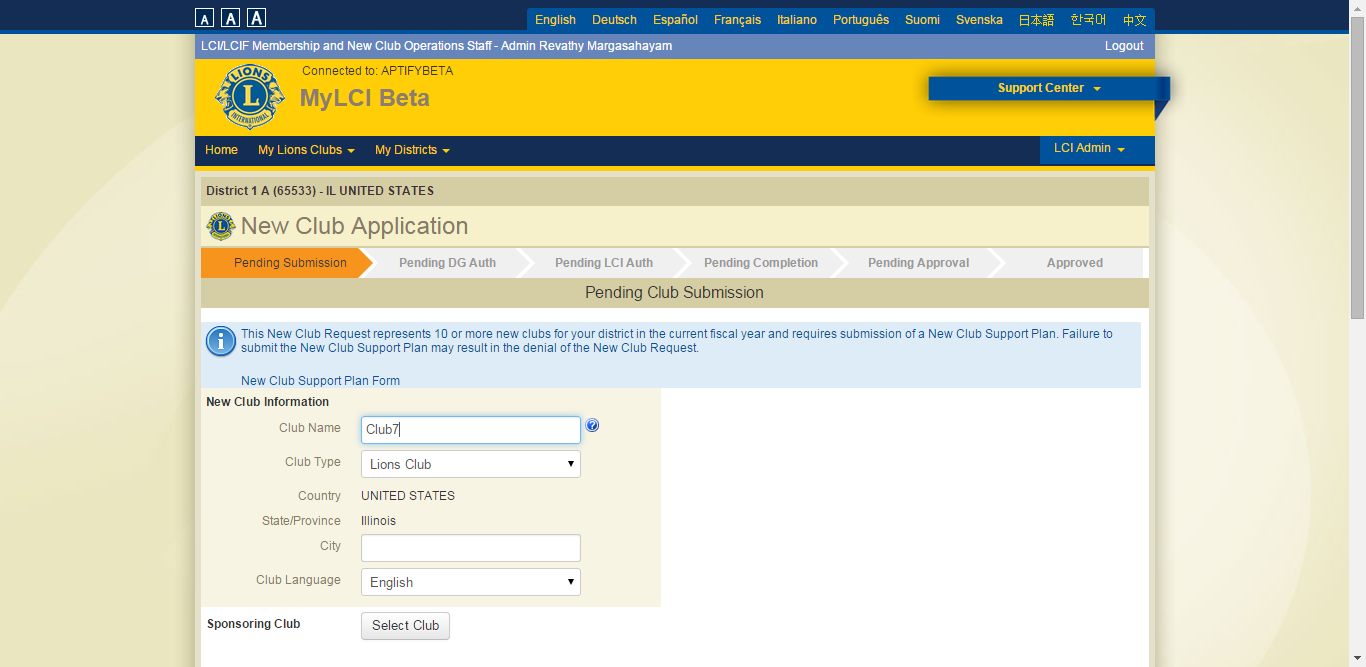 A A A
English Deutsch Español Français Italiano Português Suomi Svenska 日本語 한국어 中文
LCI/LCIF Membership and New Club Operations Staff - Admin Revathy Margasahayam Logout
LIONS
L
INTERNATIONAL
Connected to: APTIFYBETA
MyLCI Beta
Support Center
Home My Lions Clubs My Districts LCI Admin
District 1 A (65533) - IL UNITED STATES
New Club Application
Pending Submission Pending DG Auth Pending LCI Auth Pending Completion Pending Approval Approved
Pending Club Submission
This New Club Request represents 10 or more new clubs for your district in the current fiscal year and requires submission of a New Club Support Plan. Failure to
submit the New Club Support Plan may result in the denial of the New Club Request.
New Club Support Plan Form
New Club Information
Club Name Club7
Club Type Lions Club
Country UNITED STATES
State/Province Illinois
City
Club Language English
Sponsoring Club Select Club